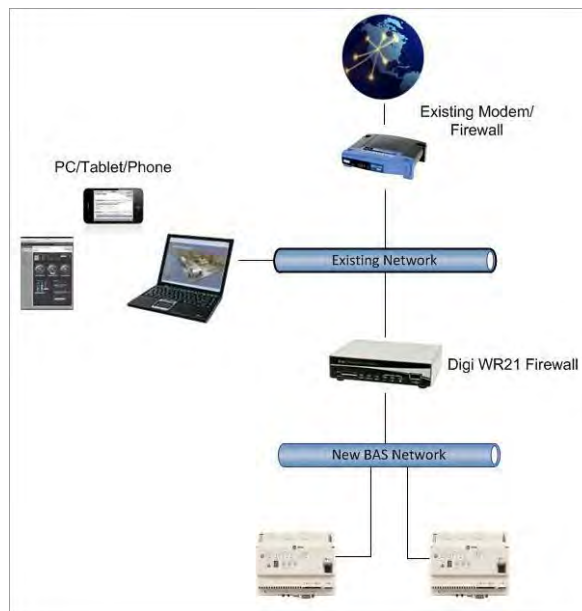 Existing Modem/
Firewall
PC/Tablet/Phone
Existing Network
Digi WR21 Firewall
New BAS Network